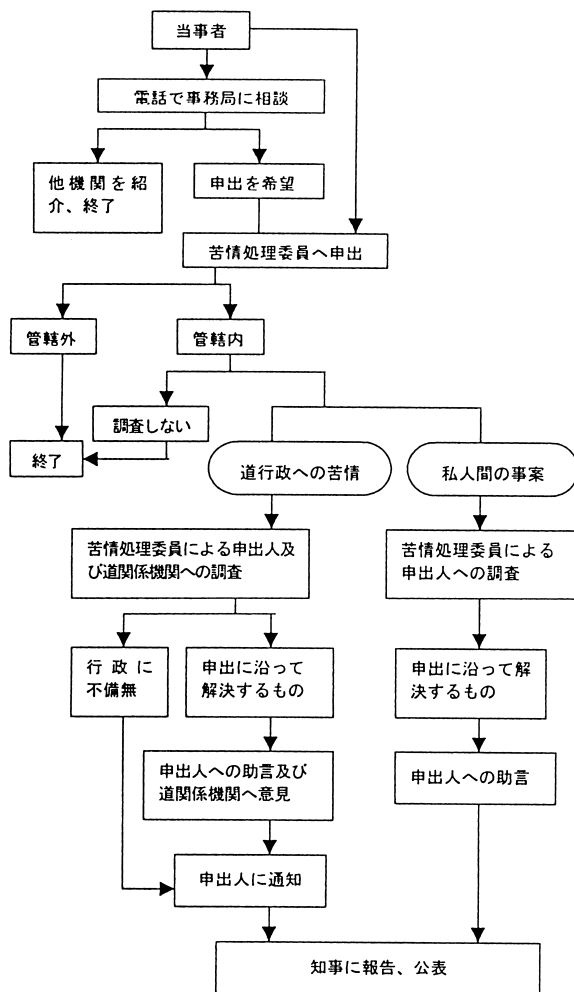 当事者
電話で事務局に相談
他機関を紹
介、終了
申出を希望
苦情処理委員へ申出
管轄外
管轄内
調査しない
終了
道行政への苦情
私人間の事案
苦情処理委員による申出人及
び道関係機関への調査
苦情処理委員による
申出人への調査
行政に
不備無
申出に沿って
解決するもの
申出に沿って解
決するもの
申出人への助言及び
道関係機関へ意見
申出人への助言
申出人に通知
知事に報告、公表